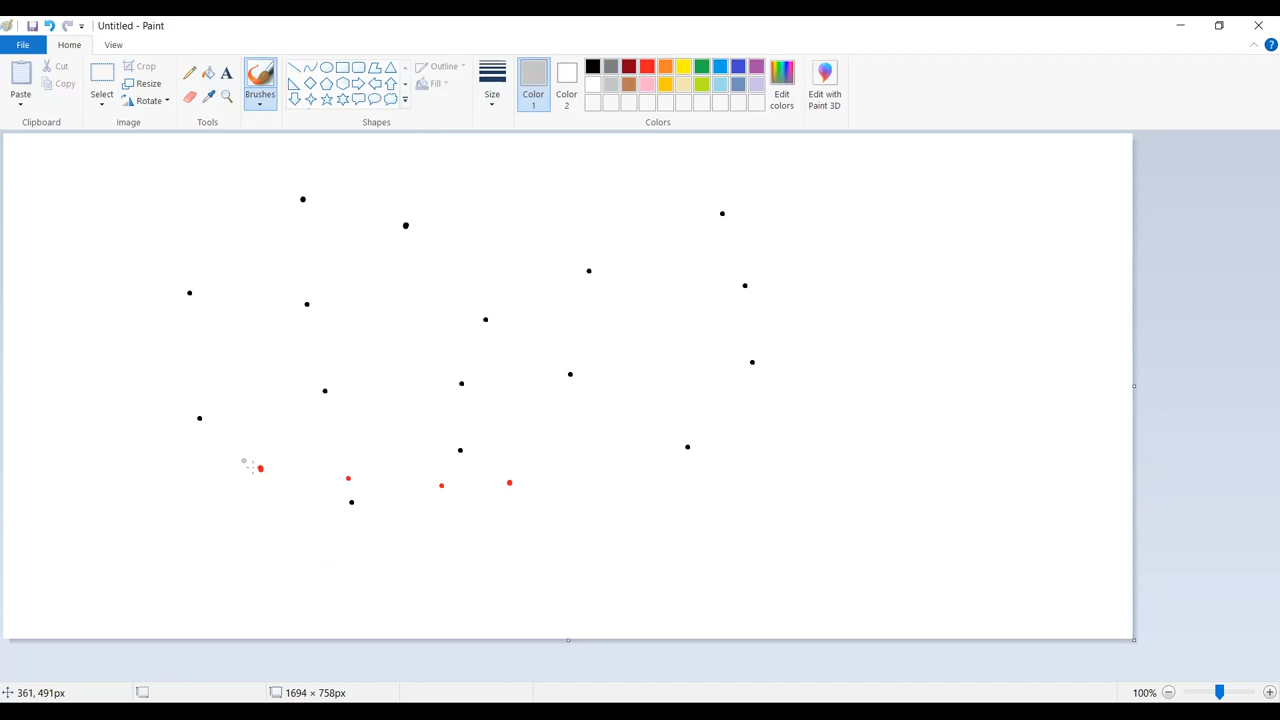 Untitled - Paint
File Home View
Paste
Cut
Copy
Clipboard
Select
Crop
Resize
Rotate
Image
A
Tools
Brushes
Outline
Fill
Shapes
Size
Color 1
Color 2
Edit colors
Colors
Edit with Paint 3D
?
361, 491px
1694 × 758px
100%